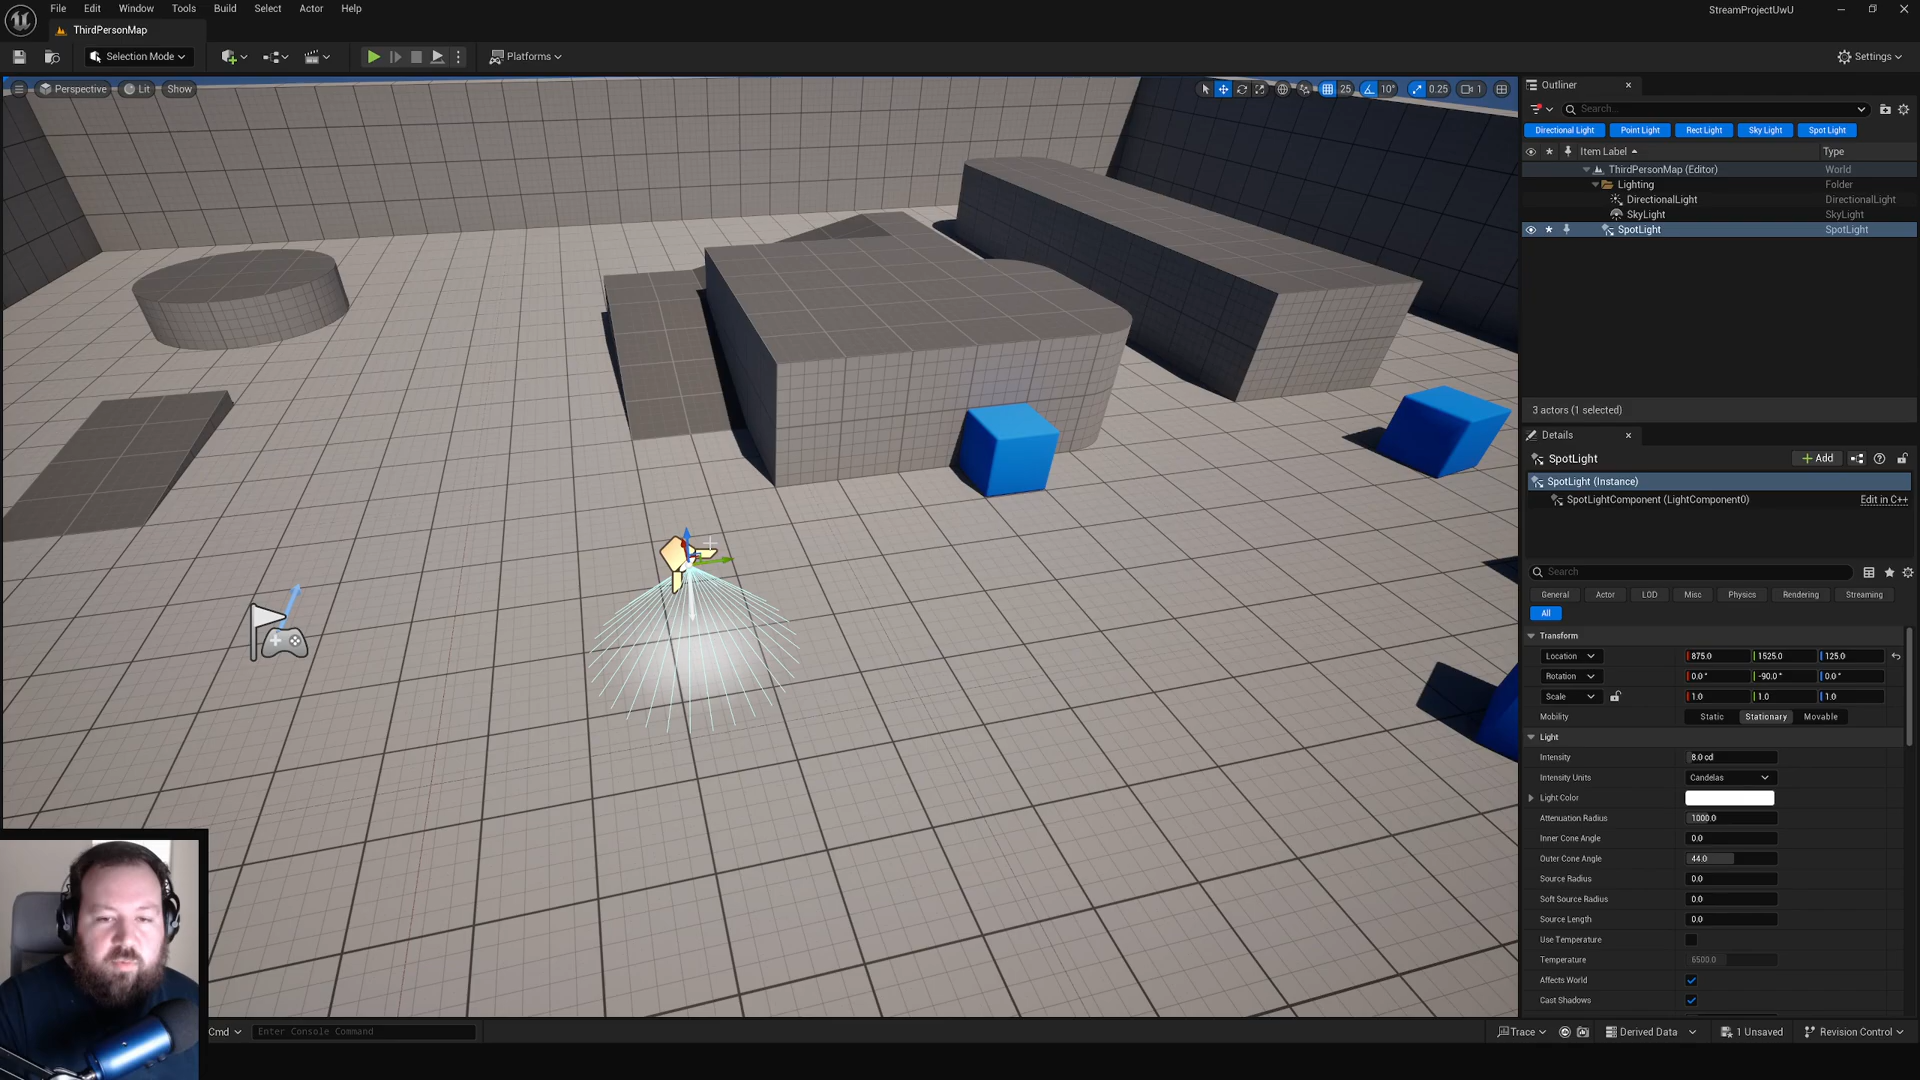 File Edit Window Tools Build Select Actor Help
StreamProjectUwU
ThirdPersonMap
Selection Mode
Platforms
Settings
Perspective
Lit
Show
25
10°
0.25
1
Outliner
Search...
Directional Light
Point Light
Rect Light
Sky Light
Spot Light
Item Label
Type
ThirdPersonMap (Editor)
World
Lighting
Folder
DirectionalLight
DirectionalLight
SkyLight
SkyLight
SpotLight
SpotLight
3 actors (1 selected)
Details
SpotLight
+ Add
SpotLight (Instance)
SpotLightComponent (LightComponent0)
Edit in C++
Search
General
Actor
LOD
Misc
Physics
Rendering
Streaming
All
Transform
Location
875.0
1525.0
125.0
Rotation
0.0°
-90.0°
0.0°
Scale
1.0
1.0
1.0
Mobility
Static
Stationary
Movable
Light
Intensity
8.0 cd
Intensity Units
Candelas
Light Color
Attenuation Radius
1000.0
Inner Cone Angle
0.0
Outer Cone Angle
44.0
Source Radius
0.0
Soft Source Radius
0.0
Source Length
0.0
Use Temperature
Temperature
6500.0
Affects World
Cast Shadows
Cmd
Enter Console Command
Trace
Derived Data
1 Unsaved
Revision Control